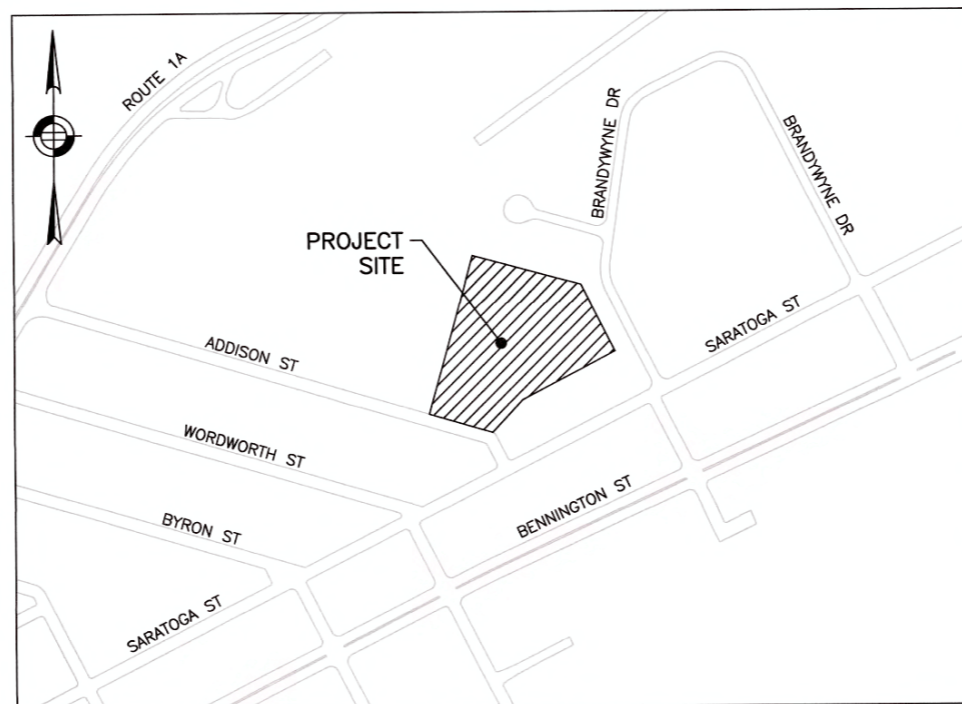 ROUTE 1A
BRANDYWYNE DR
BRANDYWYNE DR
PROJECT
SITE
SARATOGA ST
ADDISON ST
WORDWORTH ST
BENNINGTON ST
BYRON ST
SARATOGA ST